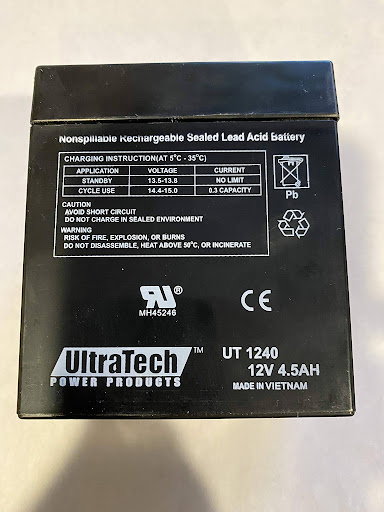 Nonspillable Rechargeable Sealed Lead Acid Battery
CHARGING INSTRUCTION(AT 5°C - 35°C)
APPLICATION VOLTAGE CURRENT
STANDBY 13.5-13.8 NO LIMIT
CYCLE USE 14.4-15.0 0.3 CAPACITY
Pb
CAUTION
AVOID SHORT CIRCUIT
DO NOT CHARGE IN SEALED ENVIRONMENT
WARNING
RISK OF FIRE, EXPLOSION, OR BURNS
DO NOT DISASSEMBLE, HEAT ABOVE 50°C, OR INCINERATE
RU®
MH45246
CE
UltraTech™
POWER PRODUCTS
UT 1240
12V 4.5AH
MADE IN VIETNAM